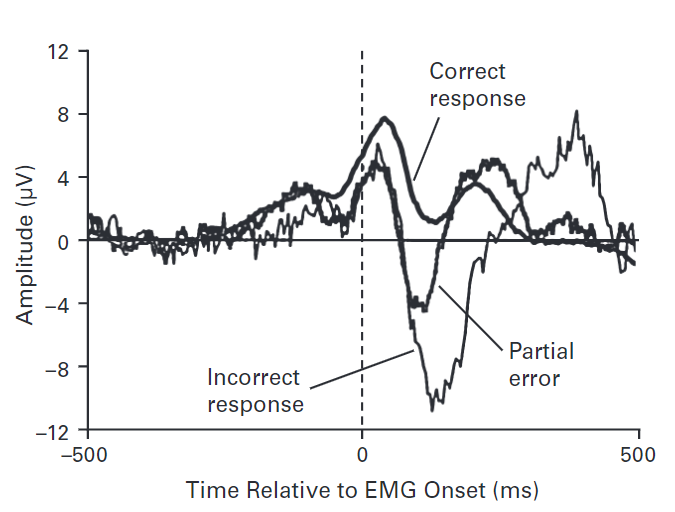 12
8
4
0
−4
−8
−12
Amplitude (μV)
Correct
response
Partial
error
Incorrect
response
−500
0
500
Time Relative to EMG Onset (ms)